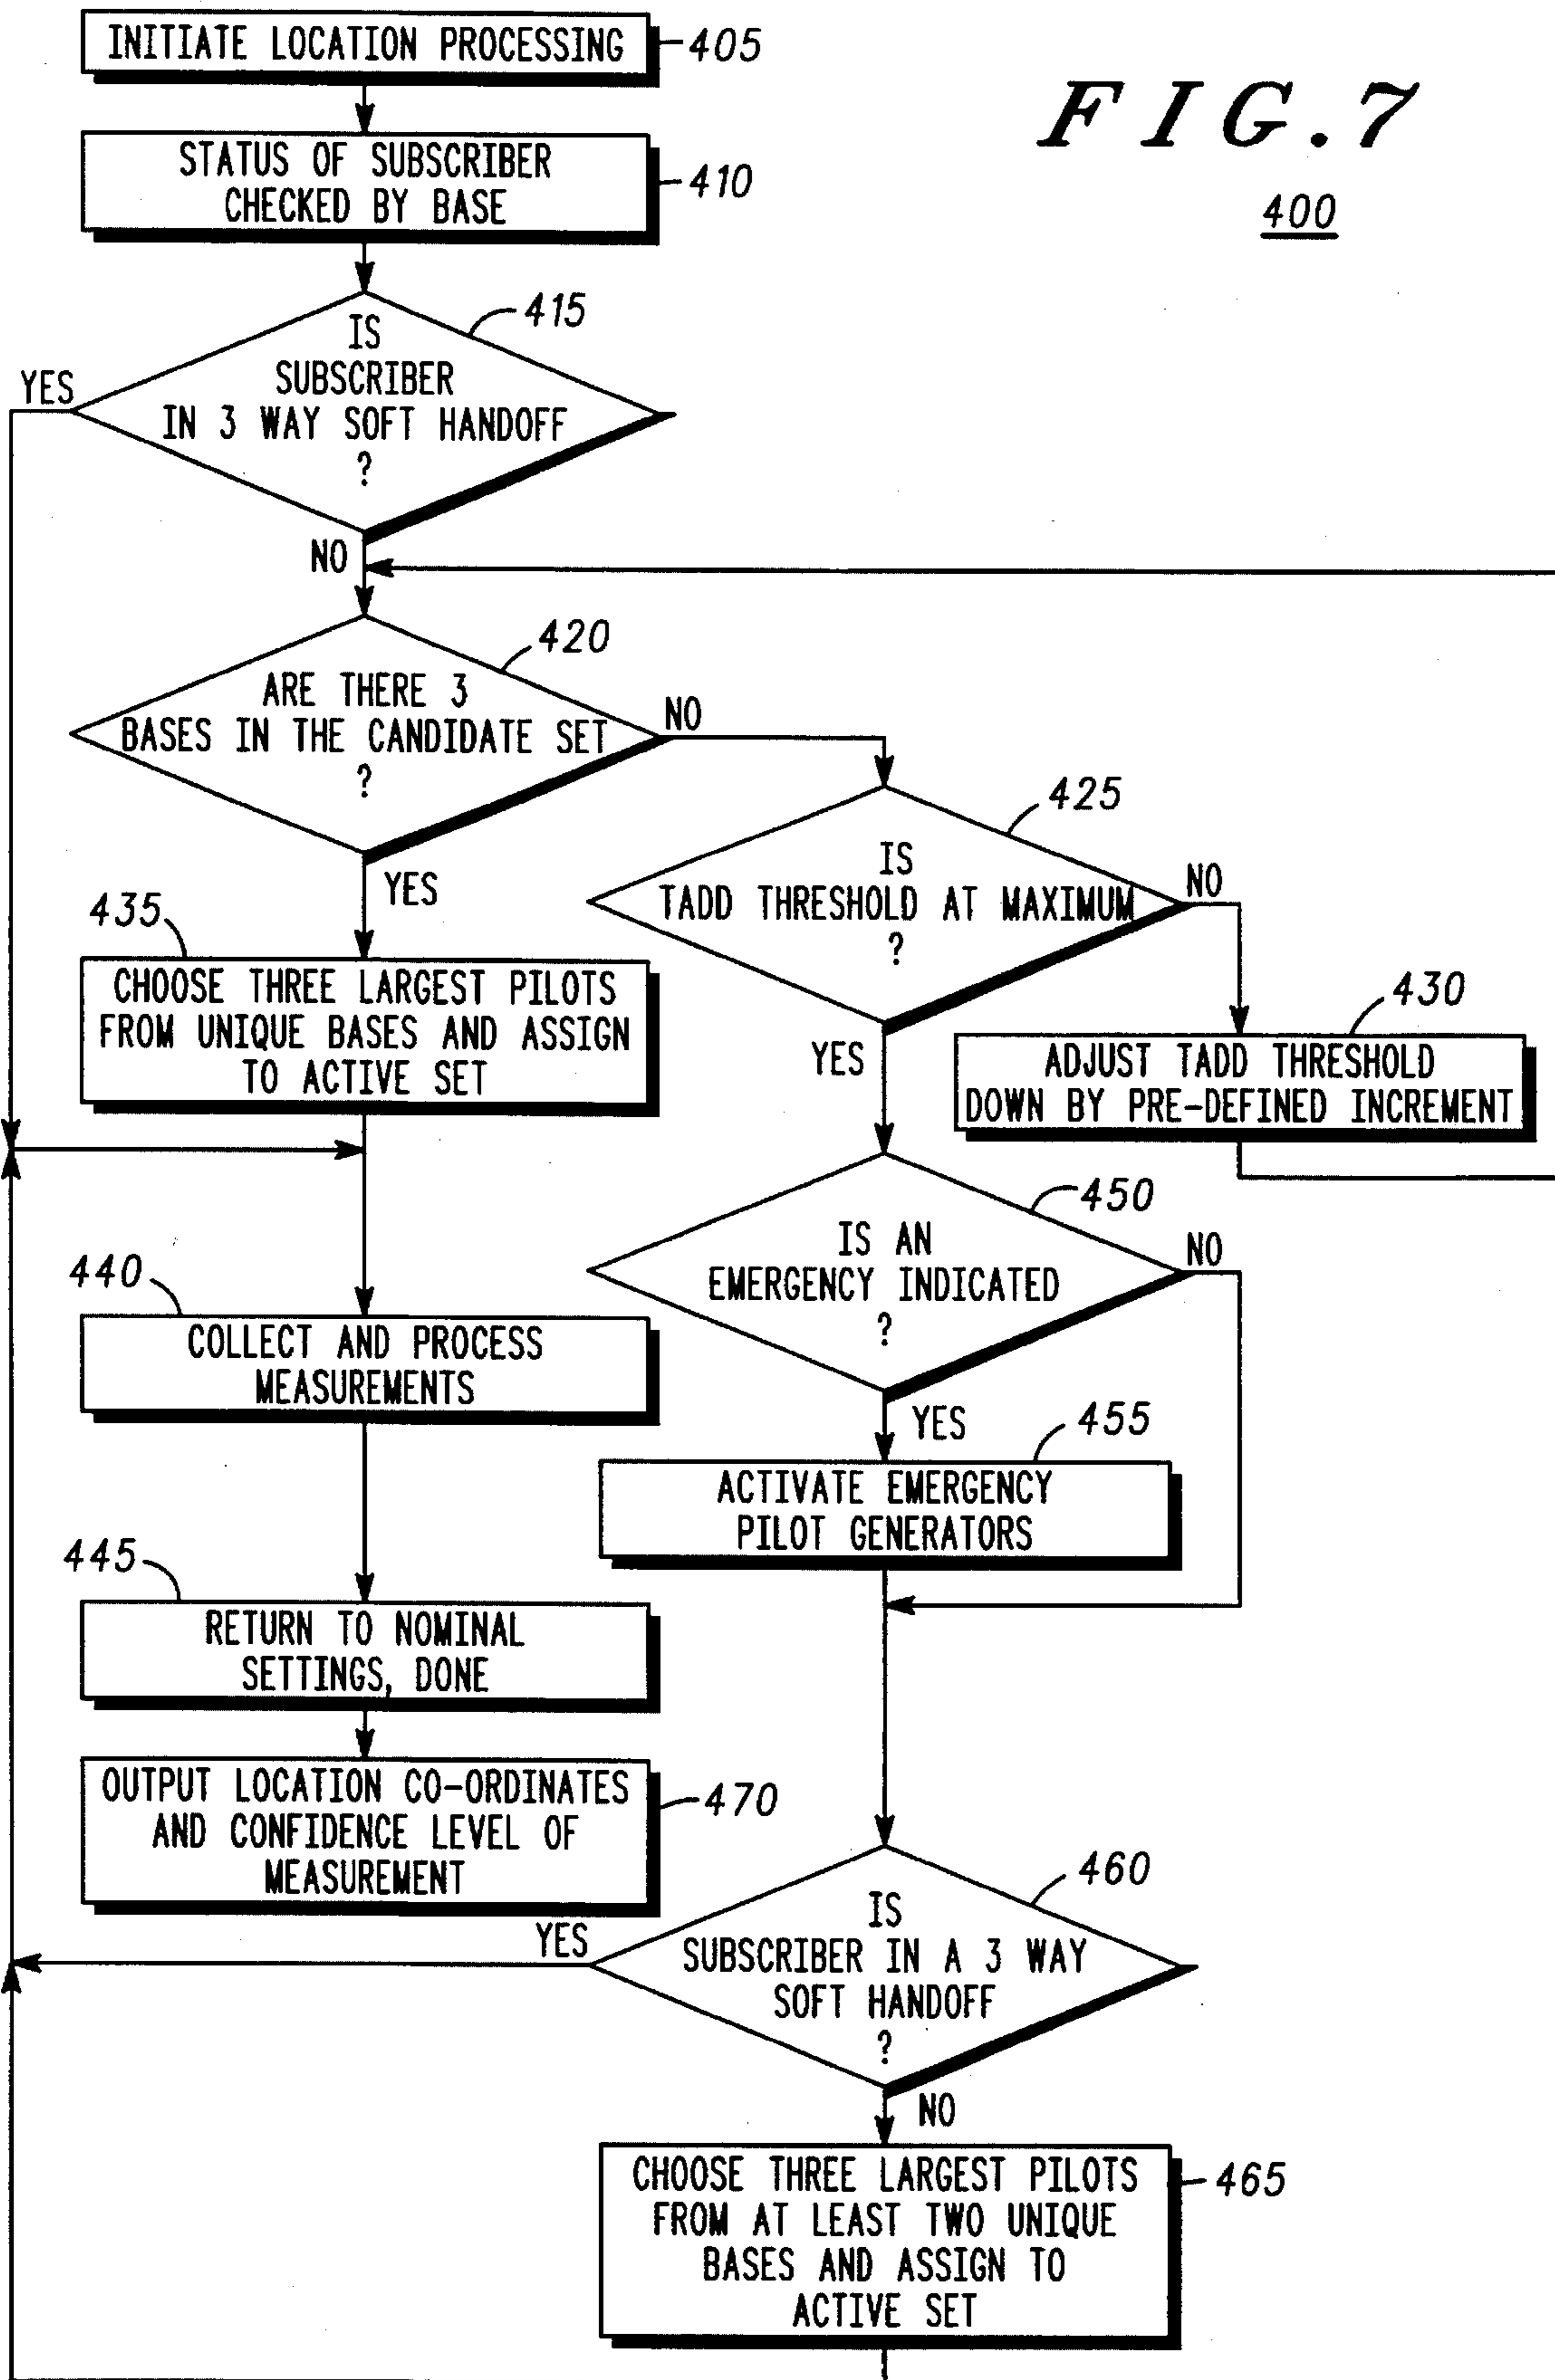 INITIATE LOCATION PROCESSING
405
FIG.7
400
STATUS OF SUBSCRIBER
CHECKED BY BASE
410
415
IS
SUBSCRIBER
IN 3 WAY SOFT HANDOFF
?
YES
NO
420
ARE THERE 3
BASES IN THE CANDIDATE SET
?
NO
YES
425
IS
TADD THRESHOLD AT MAXIMUM
?
NO
YES
430
ADJUST TADD THRESHOLD
DOWN BY PRE-DEFINED INCREMENT
435
CHOOSE THREE LARGEST PILOTS
FROM UNIQUE BASES AND ASSIGN
TO ACTIVE SET
440
COLLECT AND PROCESS
MEASUREMENTS
450
IS AN
EMERGENCY INDICATED
?
NO
YES
455
ACTIVATE EMERGENCY
PILOT GENERATORS
445
RETURN TO NOMINAL
SETTINGS, DONE
OUTPUT LOCATION CO-ORDINATES
AND CONFIDENCE LEVEL OF
MEASUREMENT
470
460
IS
SUBSCRIBER IN A 3 WAY
SOFT HANDOFF
?
YES
NO
CHOOSE THREE LARGEST PILOTS
FROM AT LEAST TWO UNIQUE
BASES AND ASSIGN TO
ACTIVE SET
465